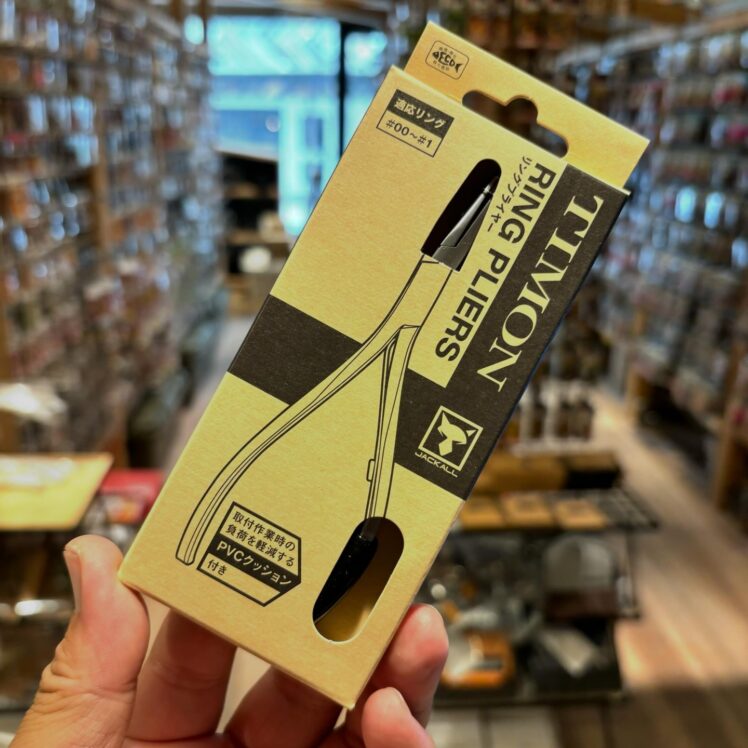 適応リング
#00~#1
TIMON
RING PLIERS
リングプライヤー
JACKALL
取付作業時の
負荷を軽減する
PVCクッション
付き